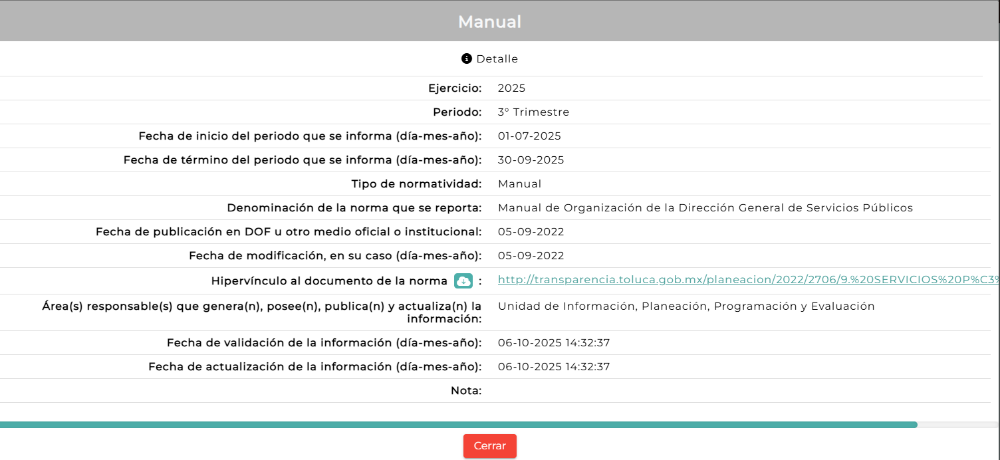 Manual
Detalle
Ejercicio: 2025
Periodo: 3° Trimestre
Fecha de inicio del periodo que se informa (día-mes-año): 01-07-2025
Fecha de término del periodo que se informa (día-mes-año): 30-09-2025
Tipo de normatividad: Manual
Denominación de la norma que se reporta: Manual de Organización de la Dirección General de Servicios Públicos
Fecha de publicación en DOF u otro medio oficial o institucional: 05-09-2022
Fecha de modificación, en su caso (día-mes-año): 05-09-2022
Hipervínculo al documento de la norma : http://transparencia.toluca.gob.mx/planeacion/2022/2706/9.%20SERVICIOS%20P%C3%
Área(s) responsable(s) que genera(n), posee(n), publica(n) y actualiza(n) la Unidad de Información, Planeación, Programación y Evaluación
información:
Fecha de validación de la información (día-mes-año): 06-10-2025 14:32:37
Fecha de actualización de la información (día-mes-año): 06-10-2025 14:32:37
Nota:
Cerrar